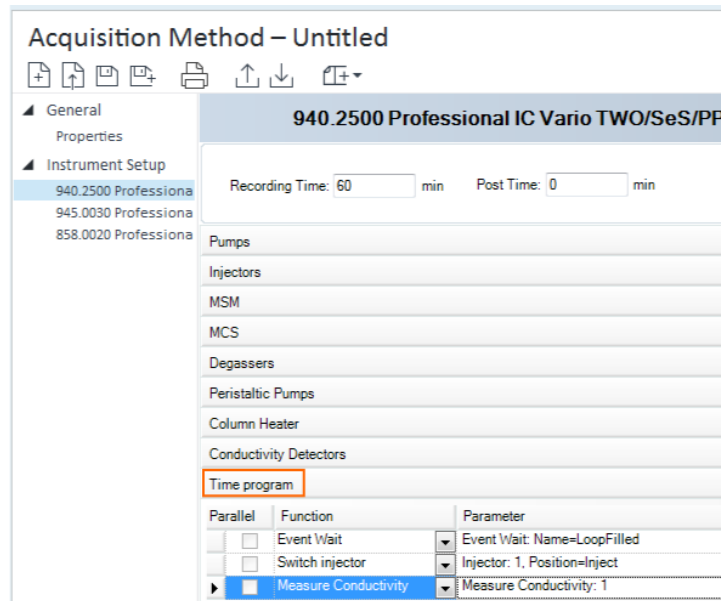 Acquisition Method – Untitled
General
Properties
Instrument Setup
940.2500 Professiona
945.0030 Professiona
858.0020 Professiona
940.2500 Professional IC Vario TWO/SeS/PP
Recording Time: 60 min Post Time: 0 min
Pumps
Injectors
MSM
MCS
Degassers
Peristaltic Pumps
Column Heater
Conductivity Detectors
Time program
Parallel Function Parameter
Event Wait Event Wait: Name=LoopFilled
Switch injector Injector: 1, Position=Inject
Measure Conductivity Measure Conductivity: 1